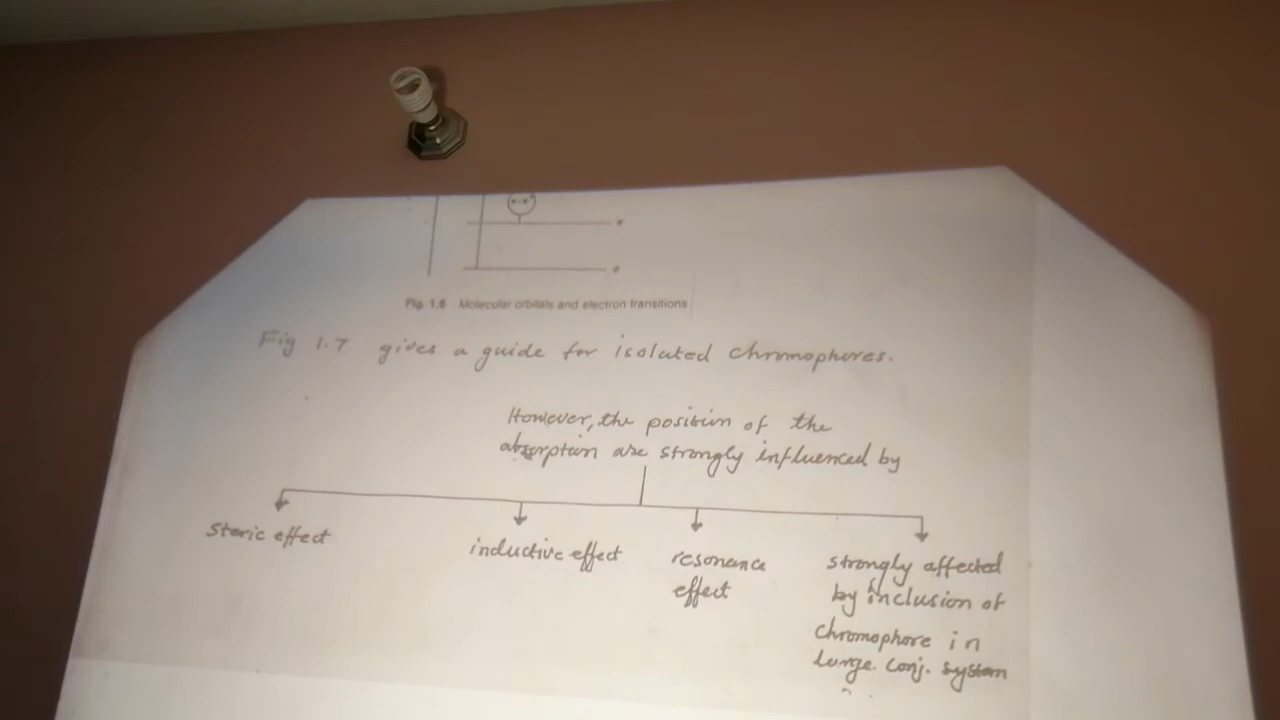 Fig. 1.6 Molecular orbitals and electron transitions
Fig 1.7 gives a guide for isolated chromophores.
However, the position of the
absorption are strongly influenced by
Steric effect
inductive effect
resonance
effect
strongly affected
by inclusion of
chromophore in
large conj. system